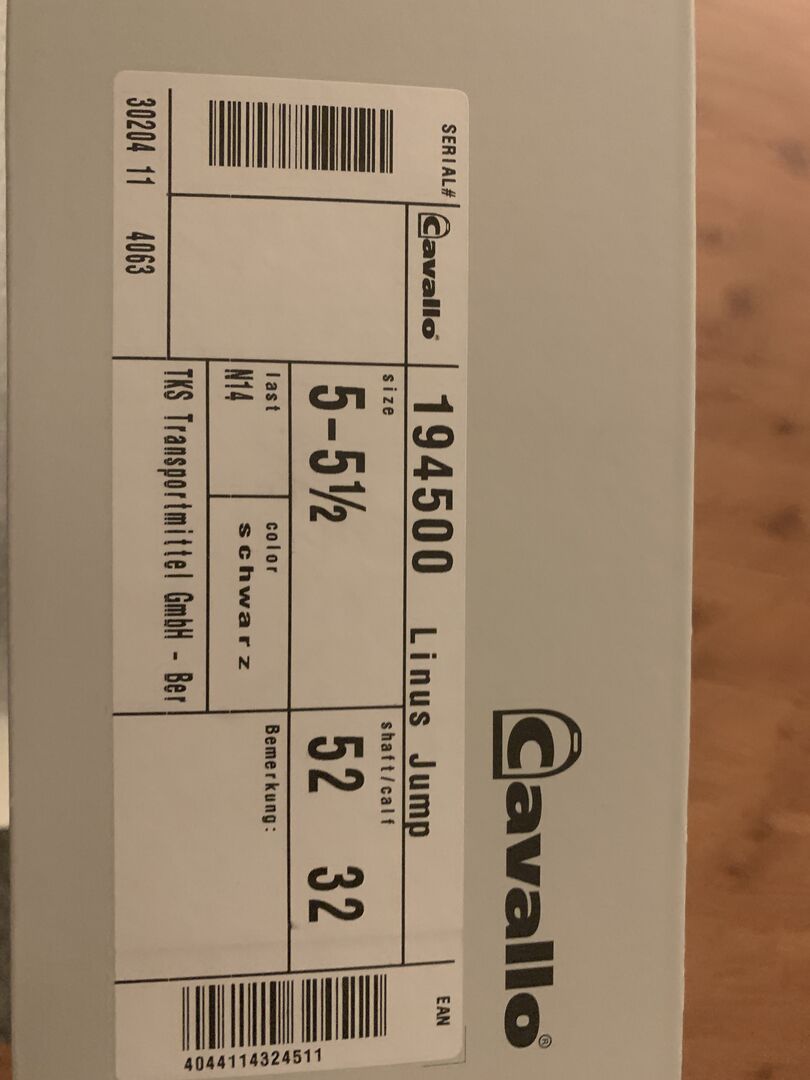 Cavallo®
SERIAL#
30204 11 4063
Cavallo®
194500 Linus Jump
size
5-5½
shaft/calf
52 32
last
N14
color
schwarz
Bemerkung:
TKS Transportmittel GmbH - Ber
EAN
4044114324511